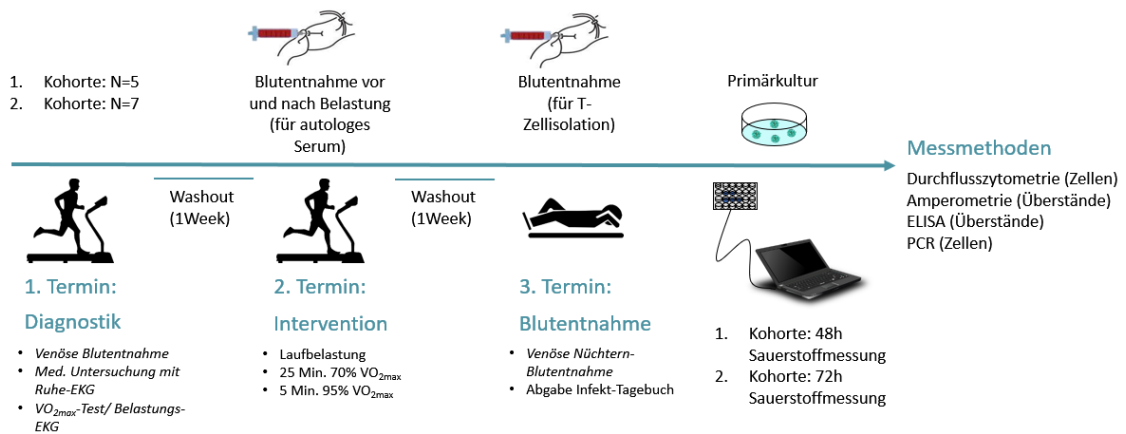 1. Kohorte: N=5
2. Kohorte: N=7
Blutentnahme vor
und nach Belastung
(für autologes
Serum)
Blutentnahme
(für T-
Zellisolation)
Primärkultur
Messmethoden
Durchflusszytometrie (Zellen)
Amperometrie (Überstände)
ELISA (Überstände)
PCR (Zellen)
Washout
(1Week)
Washout
(1Week)
1. Termin:
Diagnostik
• Venöse Blutentnahme
• Med. Untersuchung mit
Ruhe-EKG
• VO2max-Test/ Belastungs-
EKG
2. Termin:
Intervention
• Laufbelastung
• 25 Min. 70% VO2max
• 5 Min. 95% VO2max
3. Termin:
Blutentnahme
• Venöse Nüchtern-
Blutentnahme
• Abgabe Infekt-Tagebuch
1. Kohorte: 48h
Sauerstoffmessung
2. Kohorte: 72h
Sauerstoffmessung